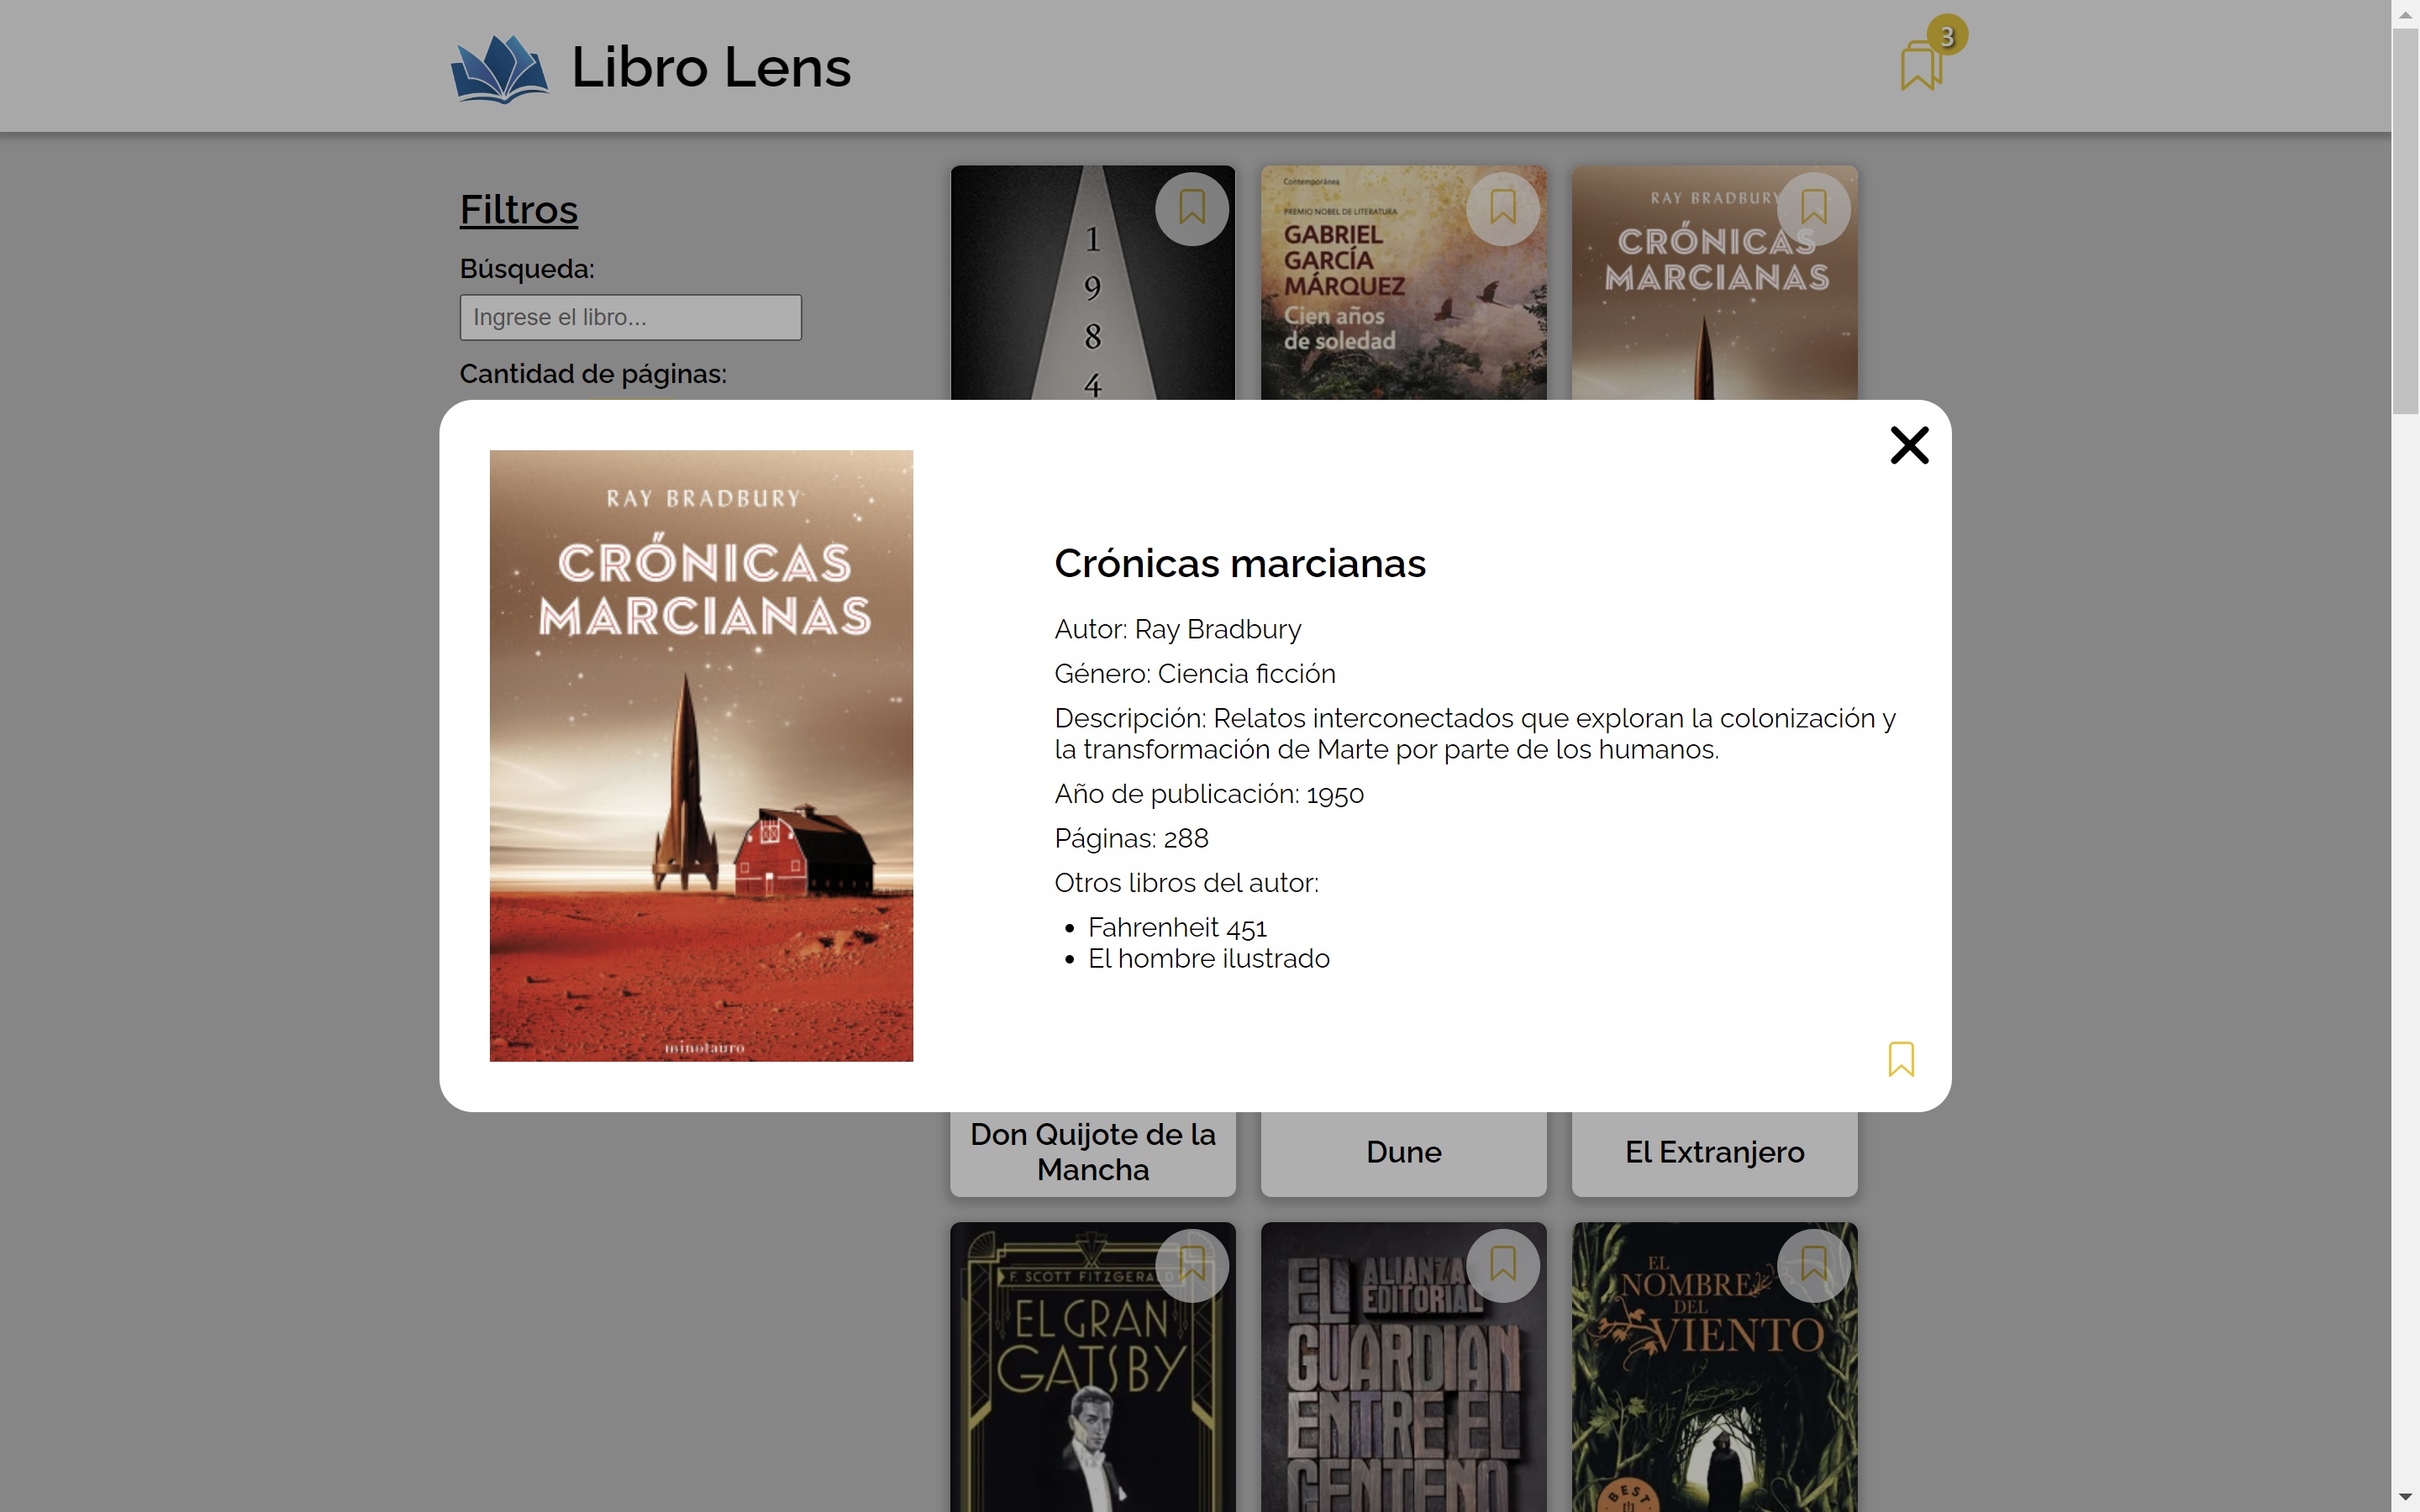 Libro Lens
3
Filtros
Búsqueda:
Ingrese el libro...
Cantidad de páginas:
1
9
8
4
Contemporánea
PREMIO NOBEL DE LITERATURA
GABRIEL
GARCÍA
MÁRQUEZ
Cien años
de soledad
RAY BRADBURY
CRÓNICAS
MARCIANAS
RAY BRADBURY
CRÓNICAS
MARCIANAS
minotauro
Crónicas marcianas
Autor: Ray Bradbury
Género: Ciencia ficción
Descripción: Relatos interconectados que exploran la colonización y
la transformación de Marte por parte de los humanos.
Año de publicación: 1950
Páginas: 288
Otros libros del autor:
• Fahrenheit 451
• El hombre ilustrado
Don Quijote de la
Mancha
Dune
El Extranjero
F. SCOTT FITZGERALD
EL GRAN
GATSBY
EL ALIANZA
EDITORIAL
GUARDIAN
ENTRE EL
CENTENO
EL
NOMBRE
DEL
VIENTO
BEST